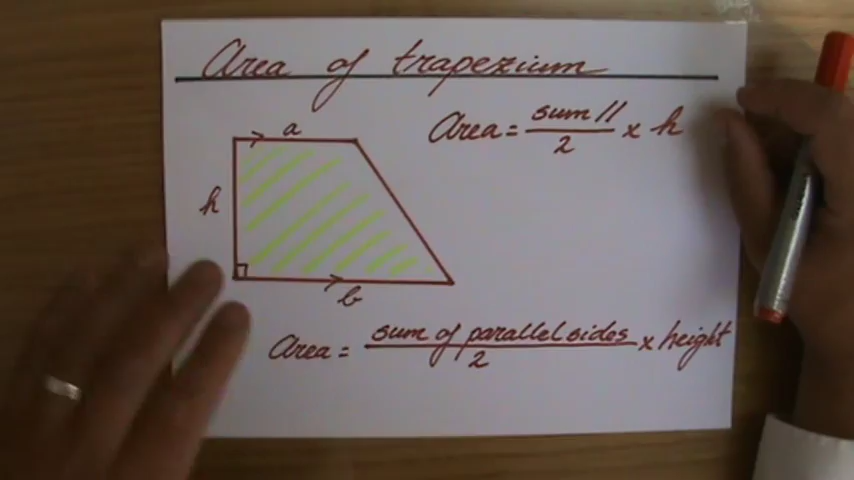 Area of trapezium
a
Area = sum // / 2 x h
h
b
Area = sum of parallel sides / 2 x height